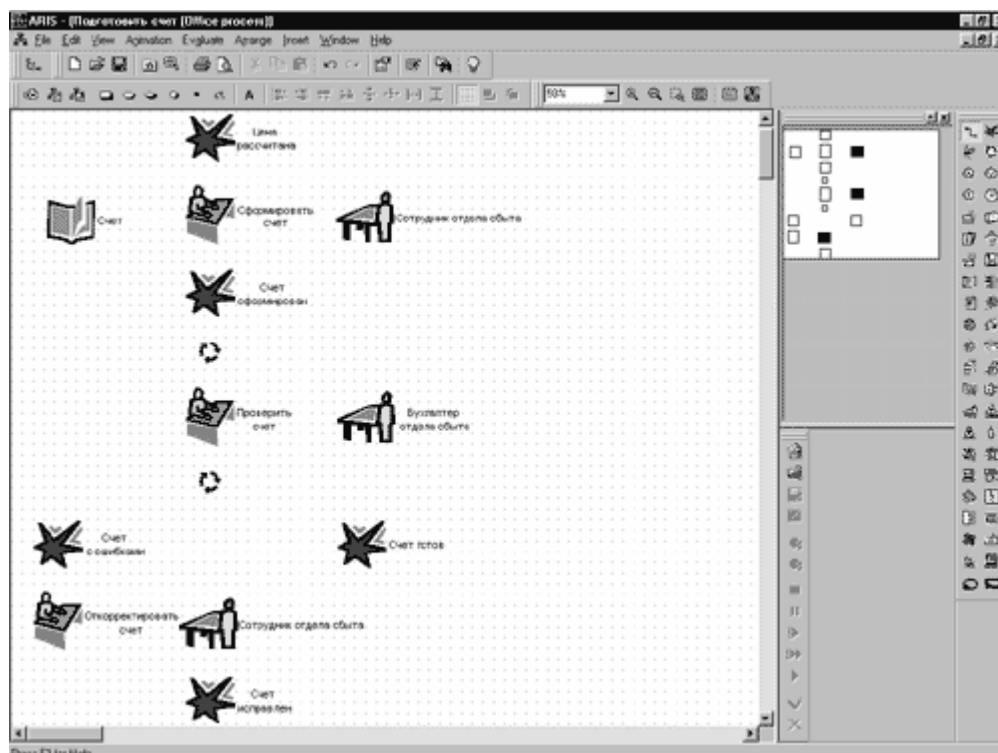 ARIS - [Подготовить счет (Office process)]
File Edit View Animation Evaluate Arrange Insert Window Help
50%
Цена
рассчитана
Счет
Сформировать
счет
Сотрудник отдела сбыта
Счет
сформирован
Проверить
счет
Бухгалтер
отдела сбыта
Счет
с ошибками
Счет готов
Откорректировать
счет
Сотрудник отдела сбыта
Счет
исправлен